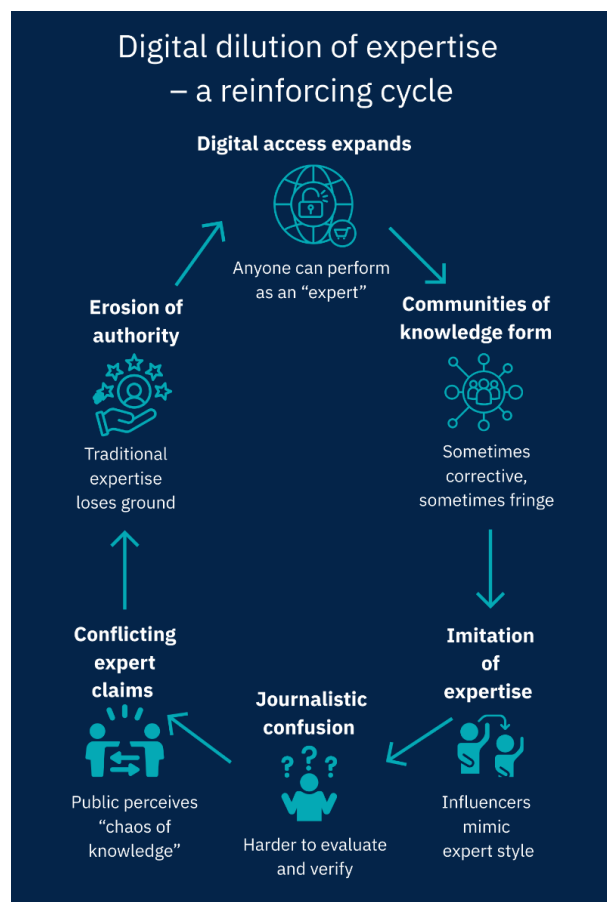 Digital dilution of expertise
– a reinforcing cycle
Digital access expands
Anyone can perform
as an “expert”
Communities of
knowledge form
Sometimes
corrective,
sometimes fringe
Imitation
of
expertise
Influencers
mimic
expert style
Journalistic
confusion
? ? ?
Harder to evaluate
and verify
Conflicting
expert
claims
Public perceives
“chaos of
knowledge”
Erosion of
authority
Traditional
expertise
loses ground